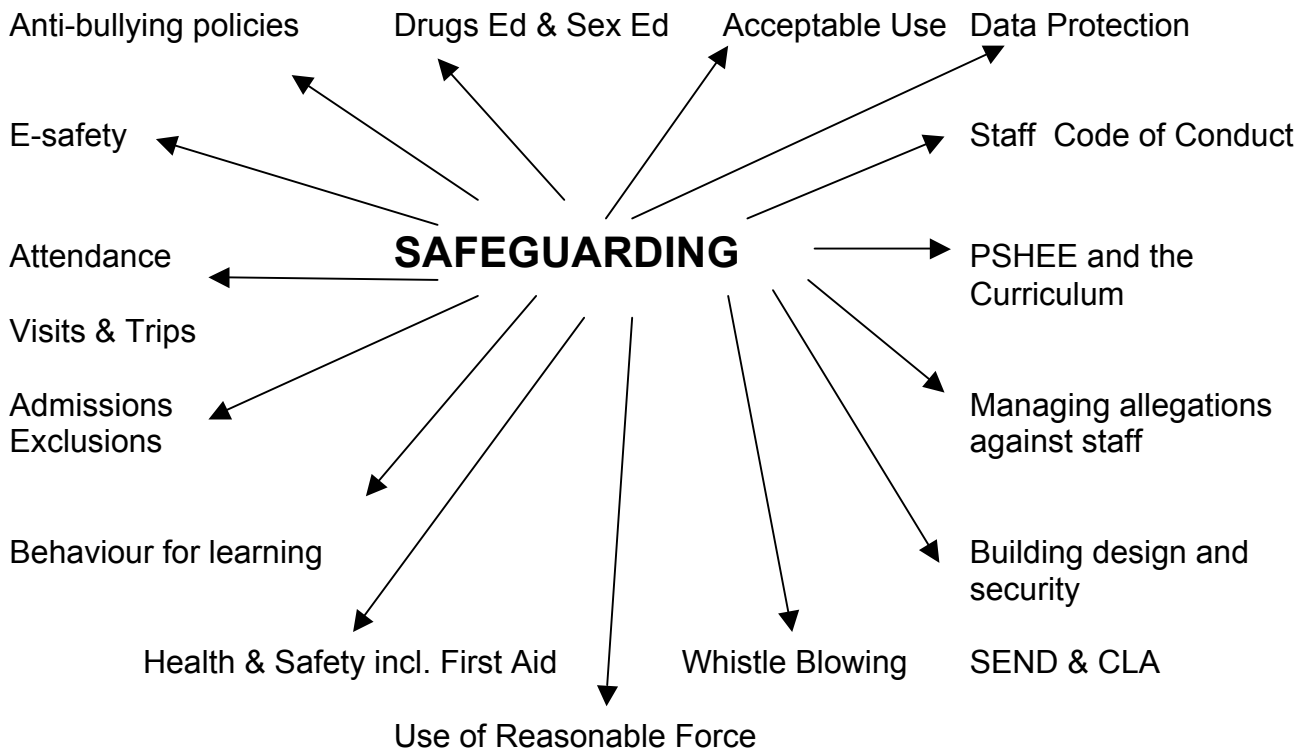 Anti-bullying policies Drugs Ed & Sex Ed Acceptable Use Data Protection
E-safety Staff Code of Conduct
SAFEGUARDING
Attendance PSHEE and the
Curriculum
Visits & Trips
Admissions Managing allegations
Exclusions against staff
Behaviour for learning Building design and
security
Health & Safety incl. First Aid Whistle Blowing SEND & CLA
Use of Reasonable Force